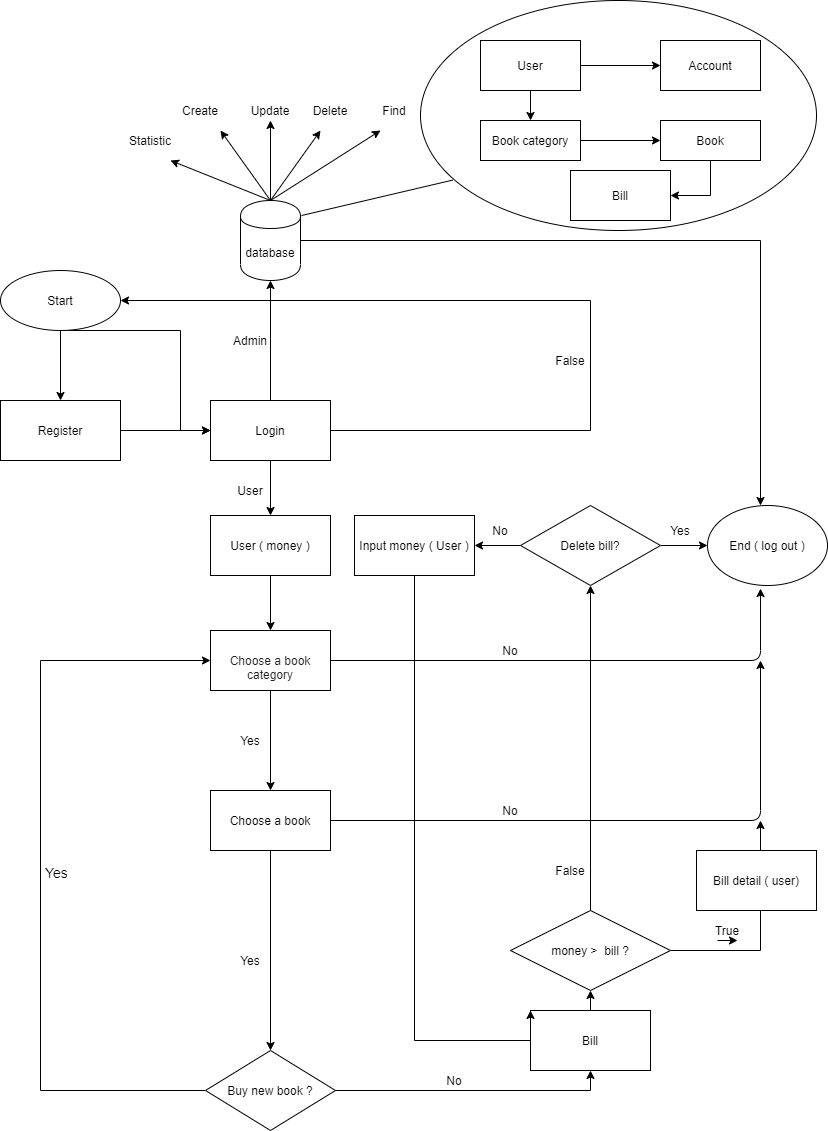 User
Account
Create
Update
Delete
Find
Statistic
Book category
Book
Bill
database
Start
Admin
False
Register
Login
User
User ( money )
Input money ( User )
No
Delete bill?
Yes
End ( log out )
Choose a book
category
No
Yes
Choose a book
No
Yes
False
Bill detail ( user)
True
money >  bill ?
Yes
Bill
Buy new book ?
No